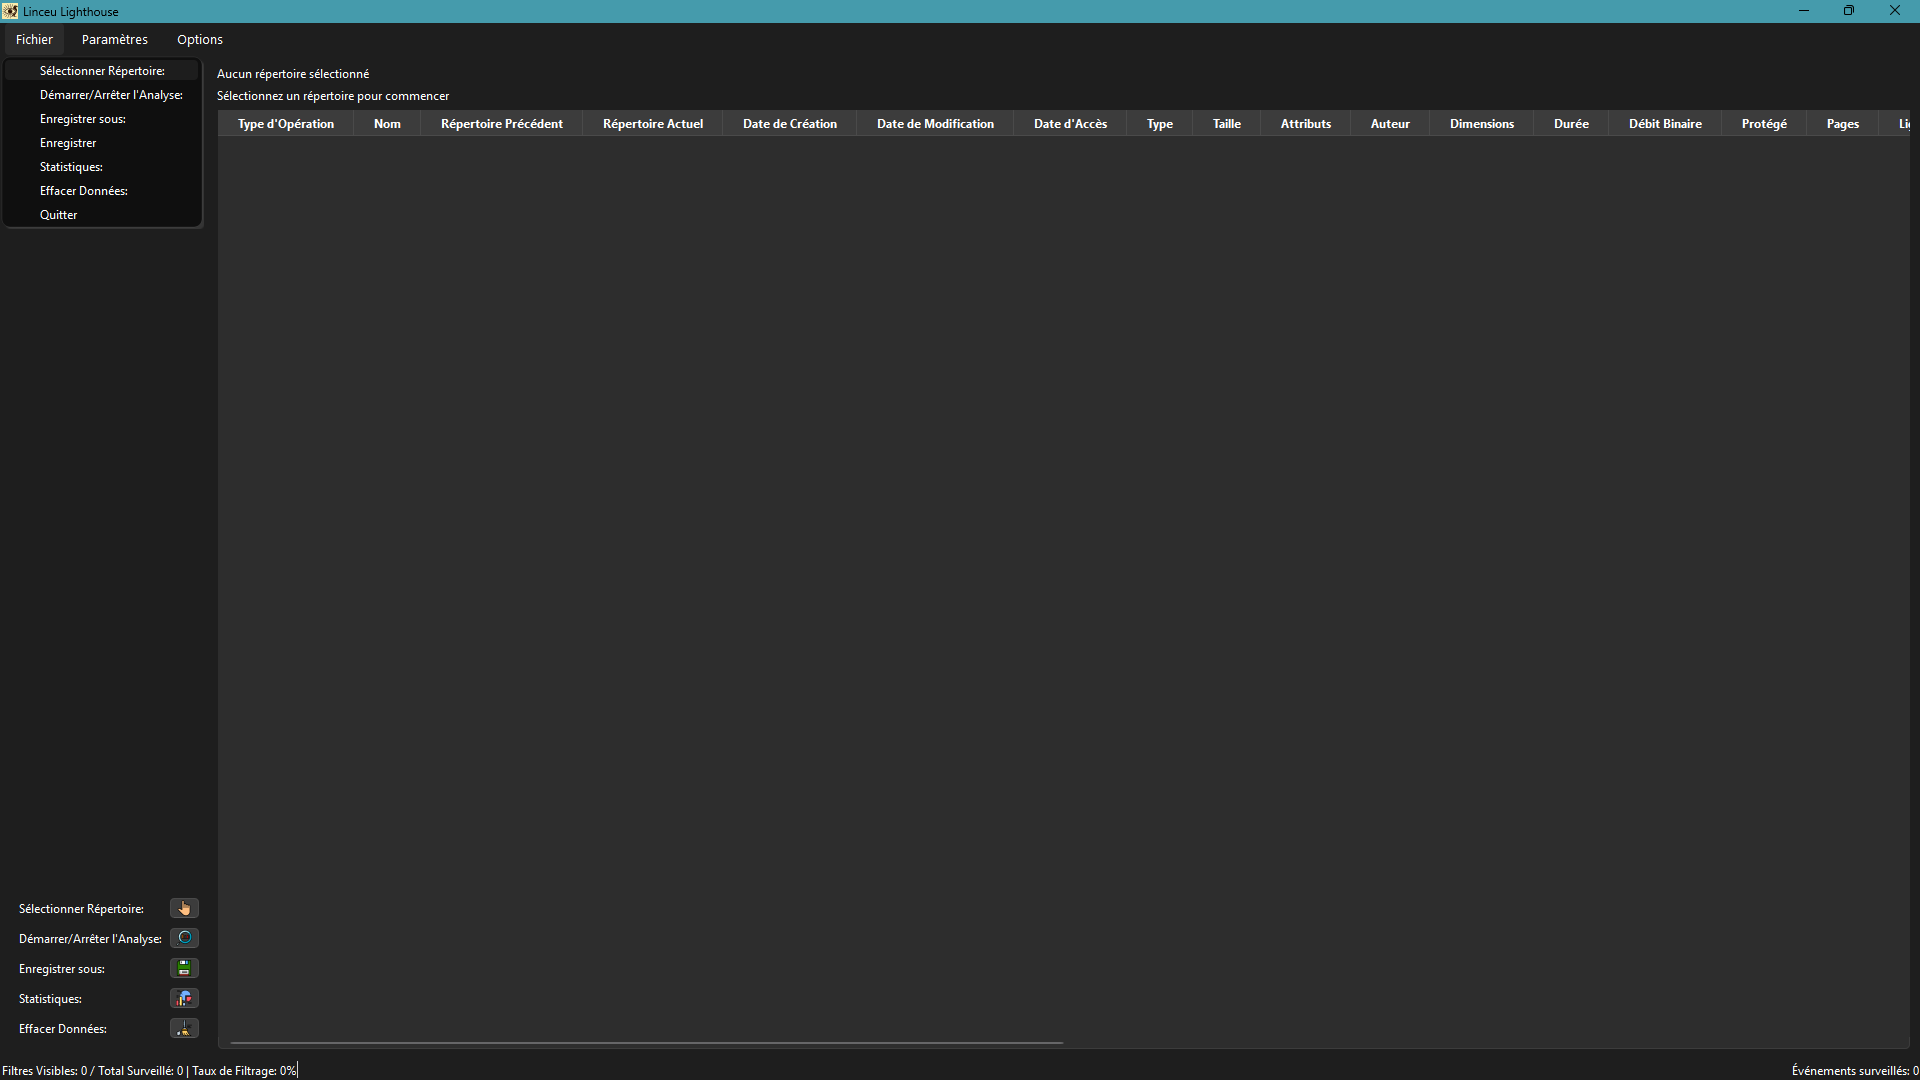 Linceu Lighthouse
Fichier Paramètres Options
Sélectionner Répertoire:
Démarrer/Arrêter l'Analyse:
Enregistrer sous:
Enregistrer
Statistiques:
Effacer Données:
Quitter
Aucun répertoire sélectionné
Sélectionnez un répertoire pour commencer
Type d'Opération Nom Répertoire Précédent Répertoire Actuel Date de Création Date de Modification Date d'Accès Type Taille Attributs Auteur Dimensions Durée Débit Binaire Protégé Pages
Sélectionner Répertoire:
Démarrer/Arrêter l'Analyse:
Enregistrer sous:
Statistiques:
Effacer Données:
Filtres Visibles: 0 / Total Surveillé: 0 | Taux de Filtrage: 0%
Événements surveillés: 0